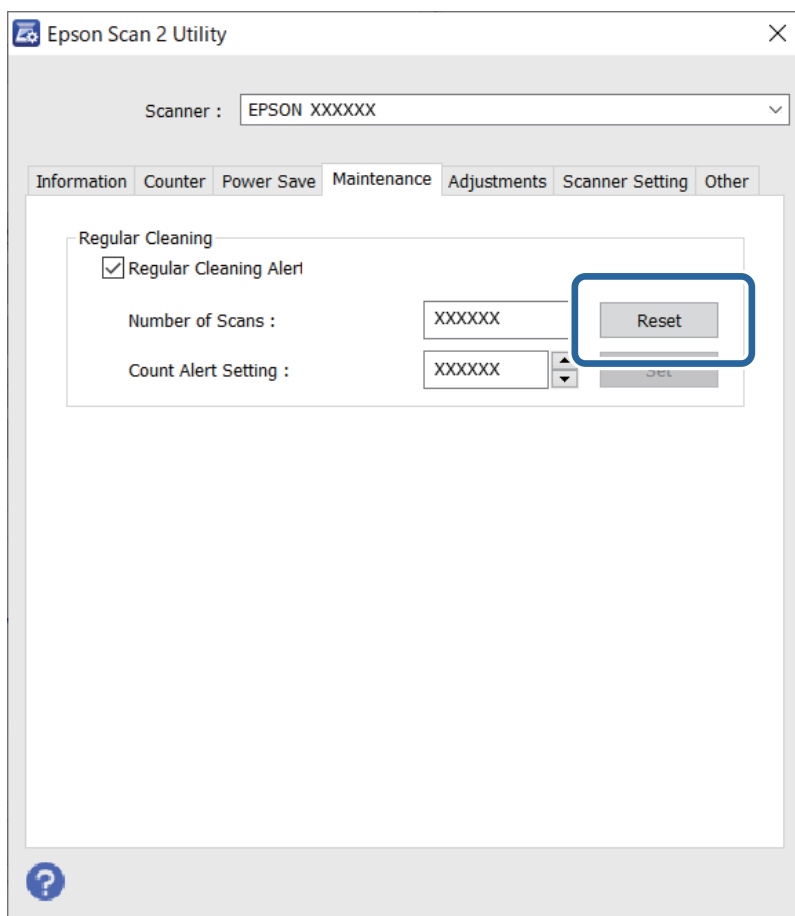 Epson Scan 2 Utility
Scanner : EPSON XXXXXX
Information Counter Power Save Maintenance Adjustments Scanner Setting Other
Regular Cleaning
Regular Cleaning Alert
Number of Scans : XXXXXX Reset
Count Alert Setting : XXXXXX Set
?